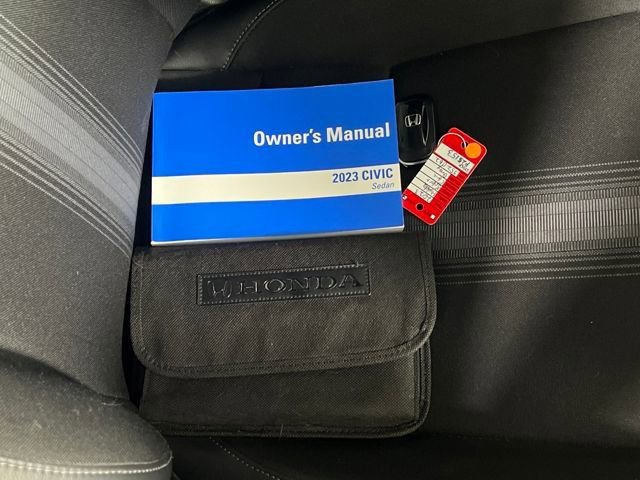 Owner's Manual
2023 CIVIC
Sedan
HONDA